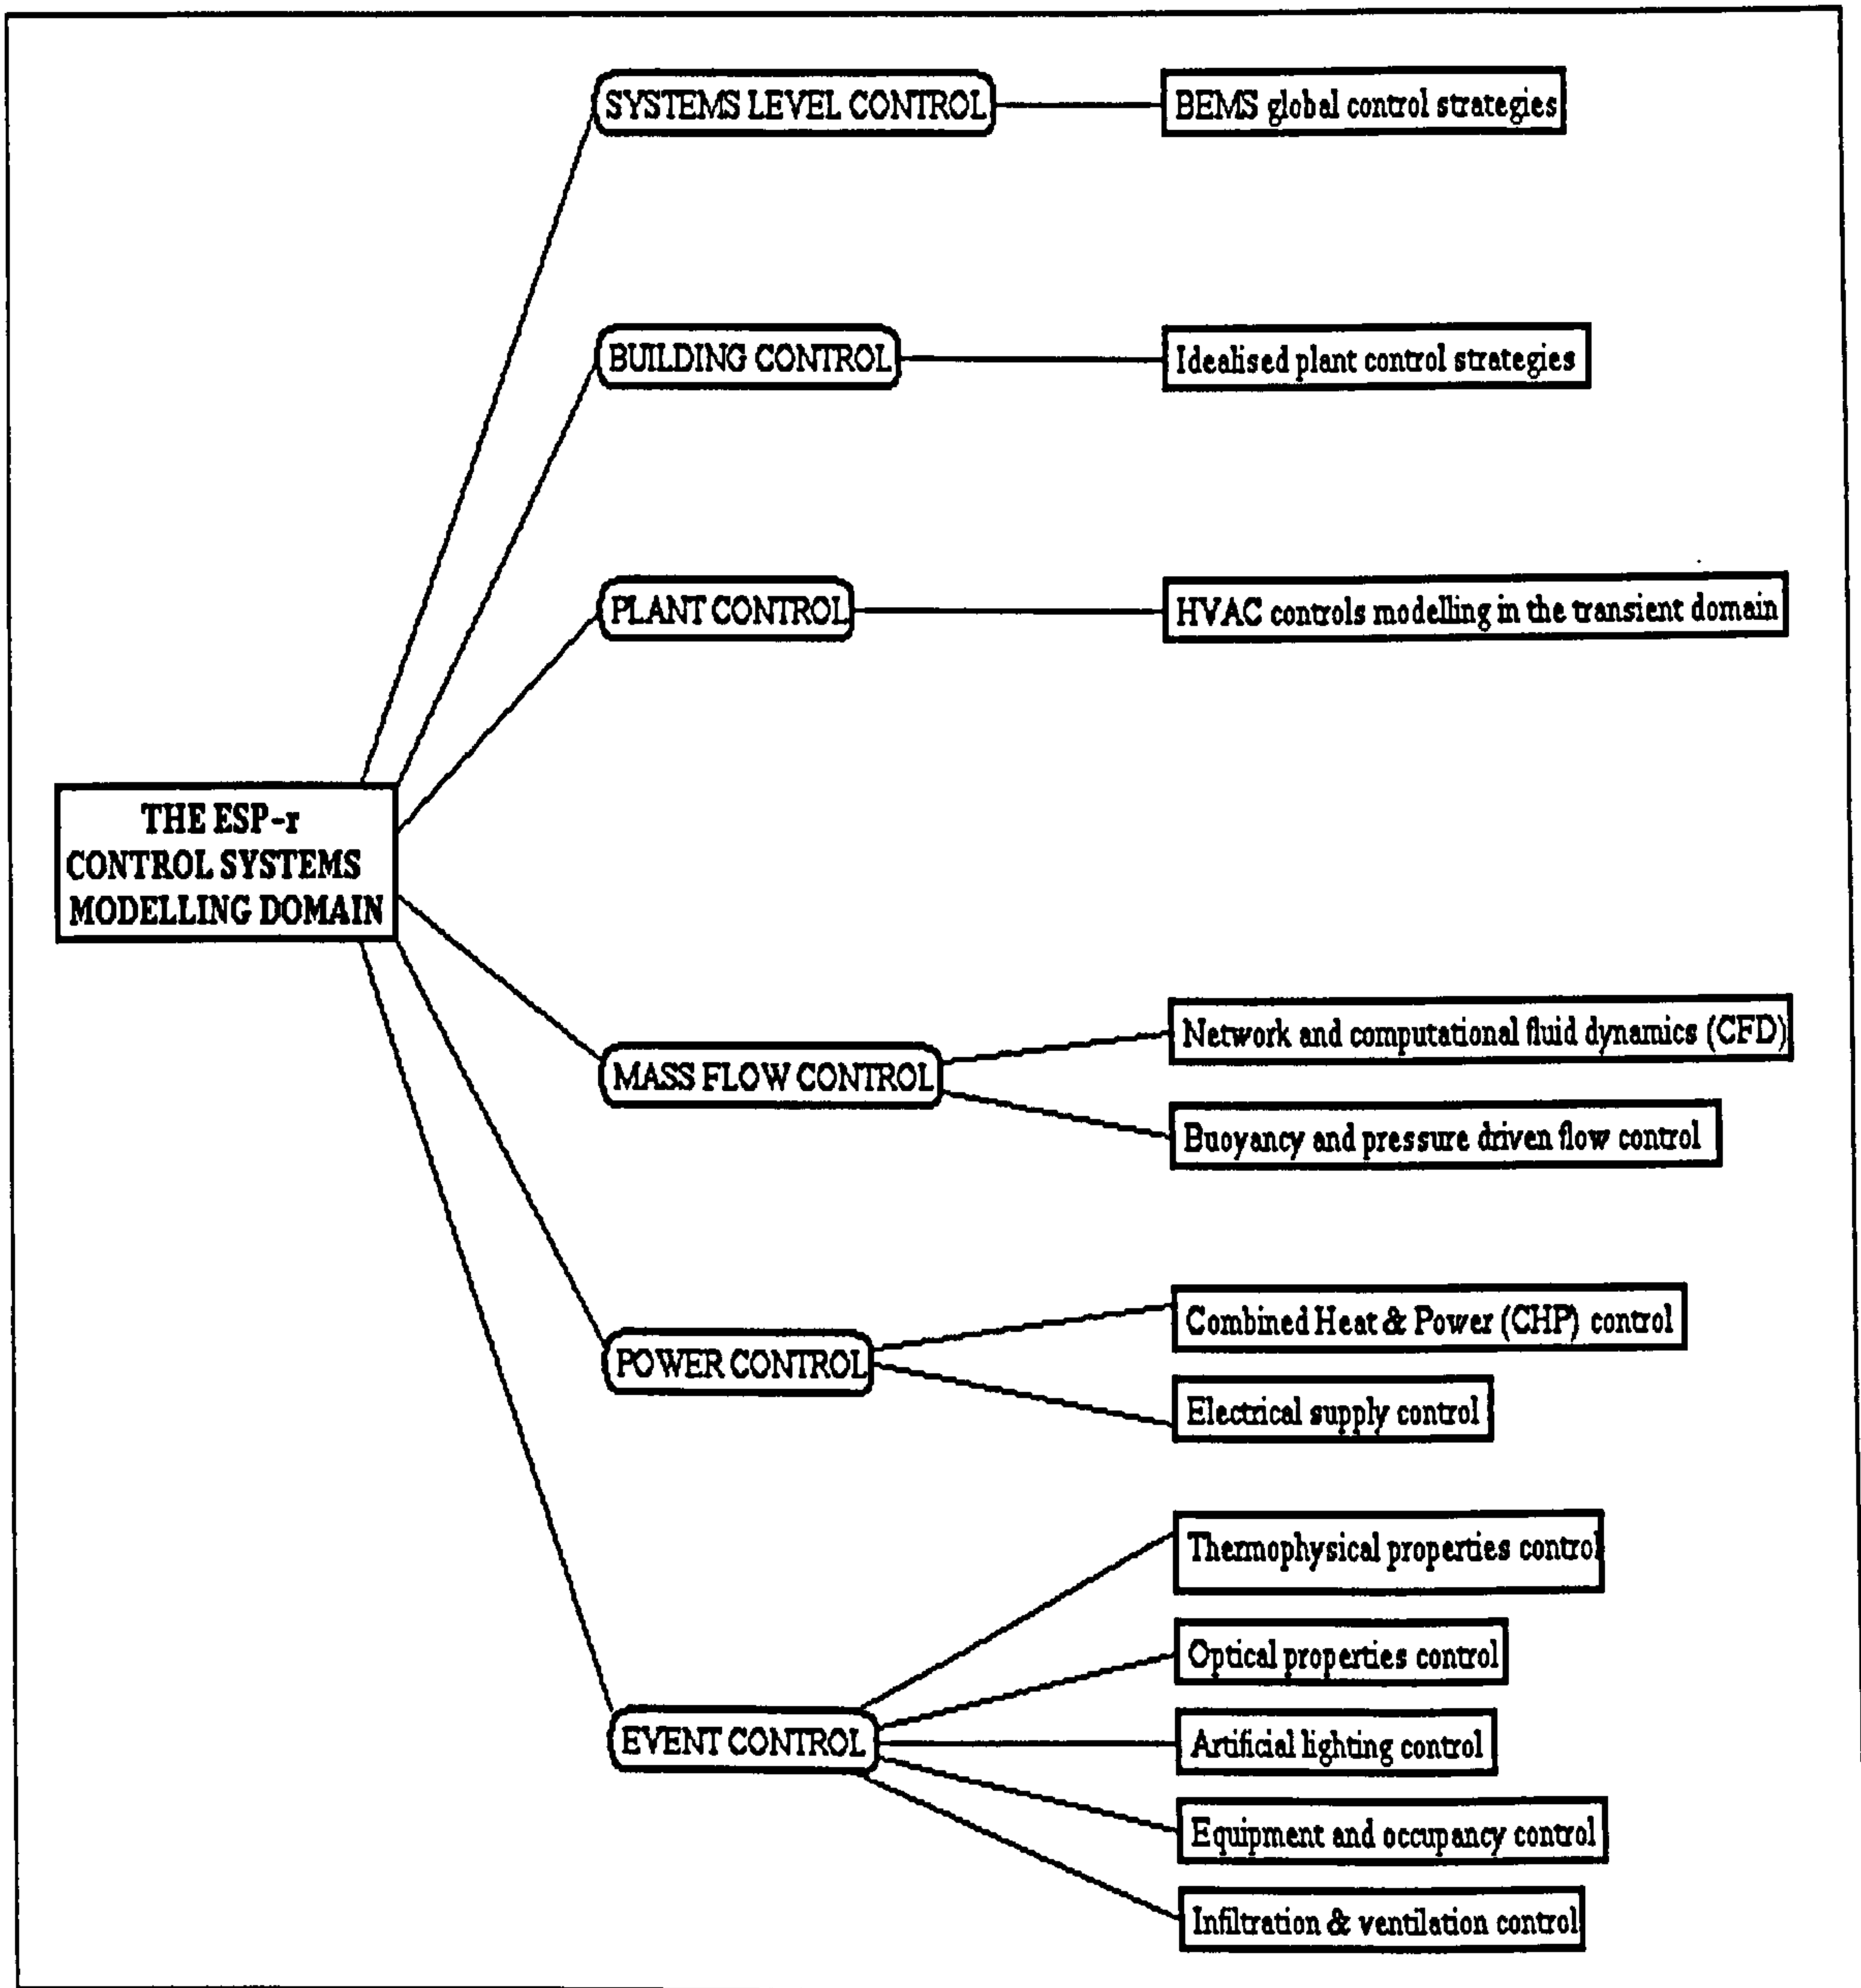 SYSTEMS LEVEL CONTROL
BEMS global control strategies
BUILDING CONTROL
Idealised plant control strategies
PLANT CONTROL
HVAC controls modelling in the transient domain
THE ESP-r
CONTROL SYSTEMS
MODELLING DOMAIN
MASS FLOW CONTROL
Network and computational fluid dynamics (CFD)
Buoyancy and pressure driven flow control
POWER CONTROL
Combined Heat & Power (CHP) control
Electrical supply control
EVENT CONTROL
Thermophysical properties control
Optical properties control
Artificial lighting control
Equipment and occupancy control
Infiltration & ventilation control